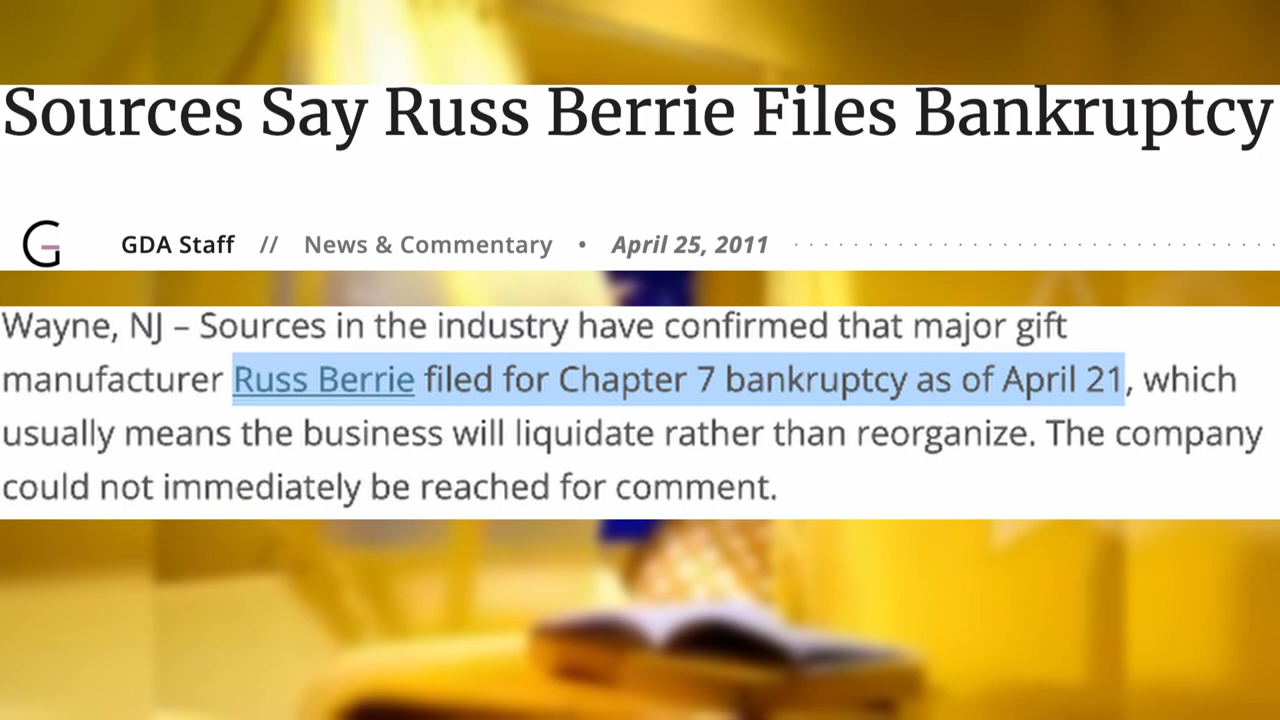 Sources Say Russ Berrie Files Bankruptcy
G GDA Staff // News & Commentary • April 25, 2011
Wayne, NJ – Sources in the industry have confirmed that major gift
manufacturer Russ Berrie filed for Chapter 7 bankruptcy as of April 21, which
usually means the business will liquidate rather than reorganize. The company
could not immediately be reached for comment.